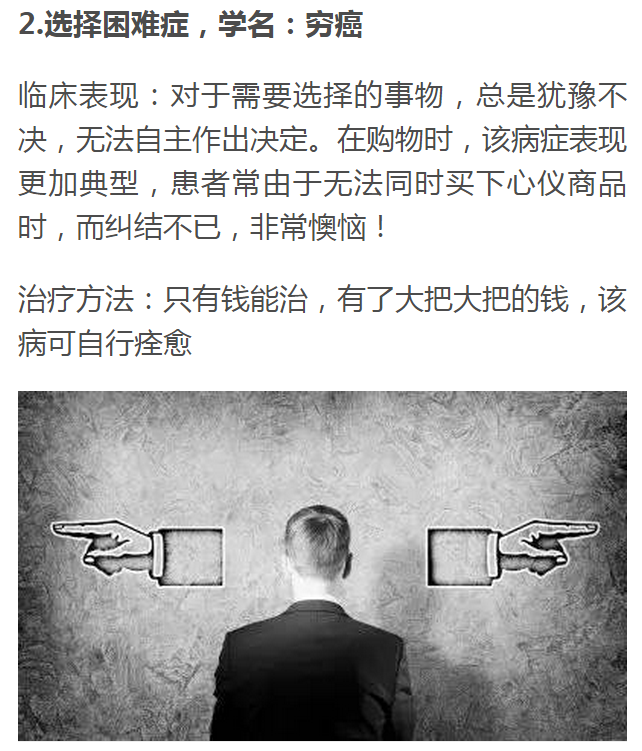 2.选择困难症，学名：穷癌
临床表现：对于需要选择的事物，总是犹豫不
决，无法自主作出决定。在购物时，该病症表现
更加典型，患者常由于无法同时买下心仪商品
时，而纠结不已，非常懊恼！
治疗方法：只有钱能治，有了大把大把的钱，该
病可自行痊愈